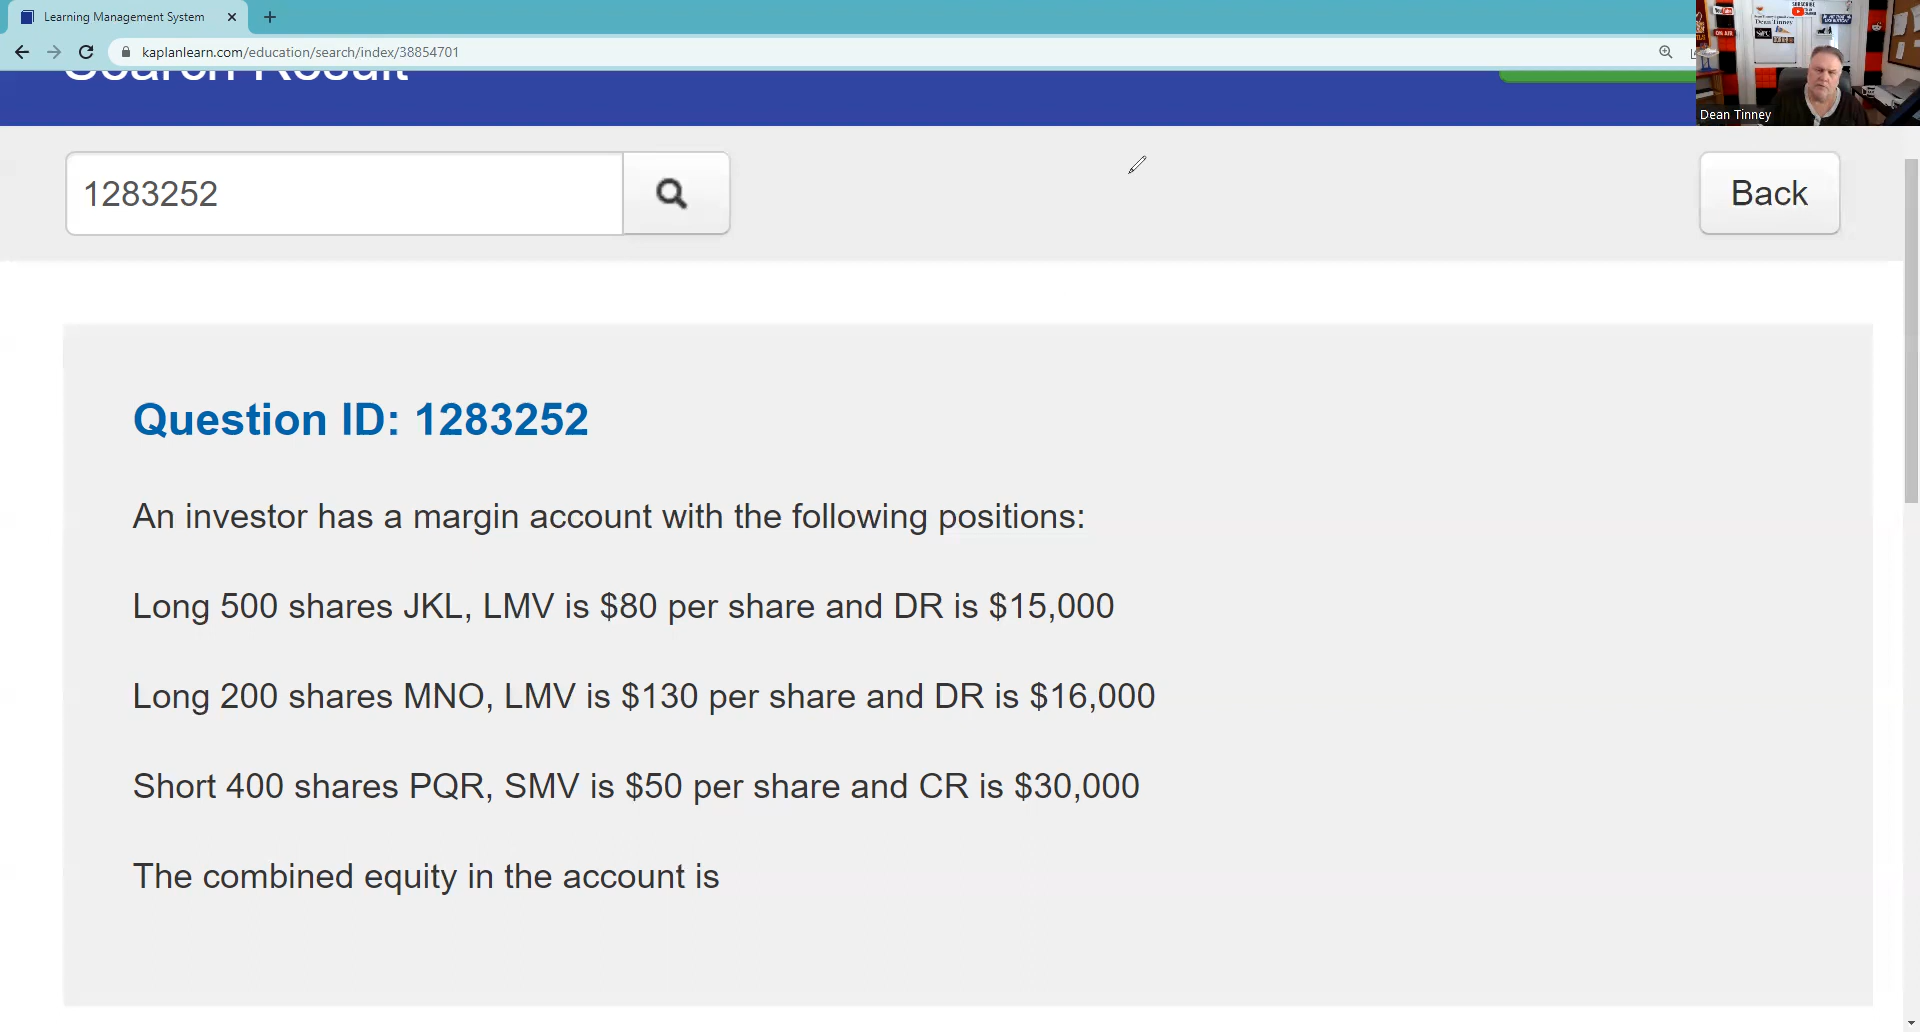 Learning Management System
kaplanlearn.com/education/search/index/38854701
Search Result
Dean Tinney
1283252
Back
Question ID: 1283252
An investor has a margin account with the following positions:
Long 500 shares JKL, LMV is $80 per share and DR is $15,000
Long 200 shares MNO, LMV is $130 per share and DR is $16,000
Short 400 shares PQR, SMV is $50 per share and CR is $30,000
The combined equity in the account is